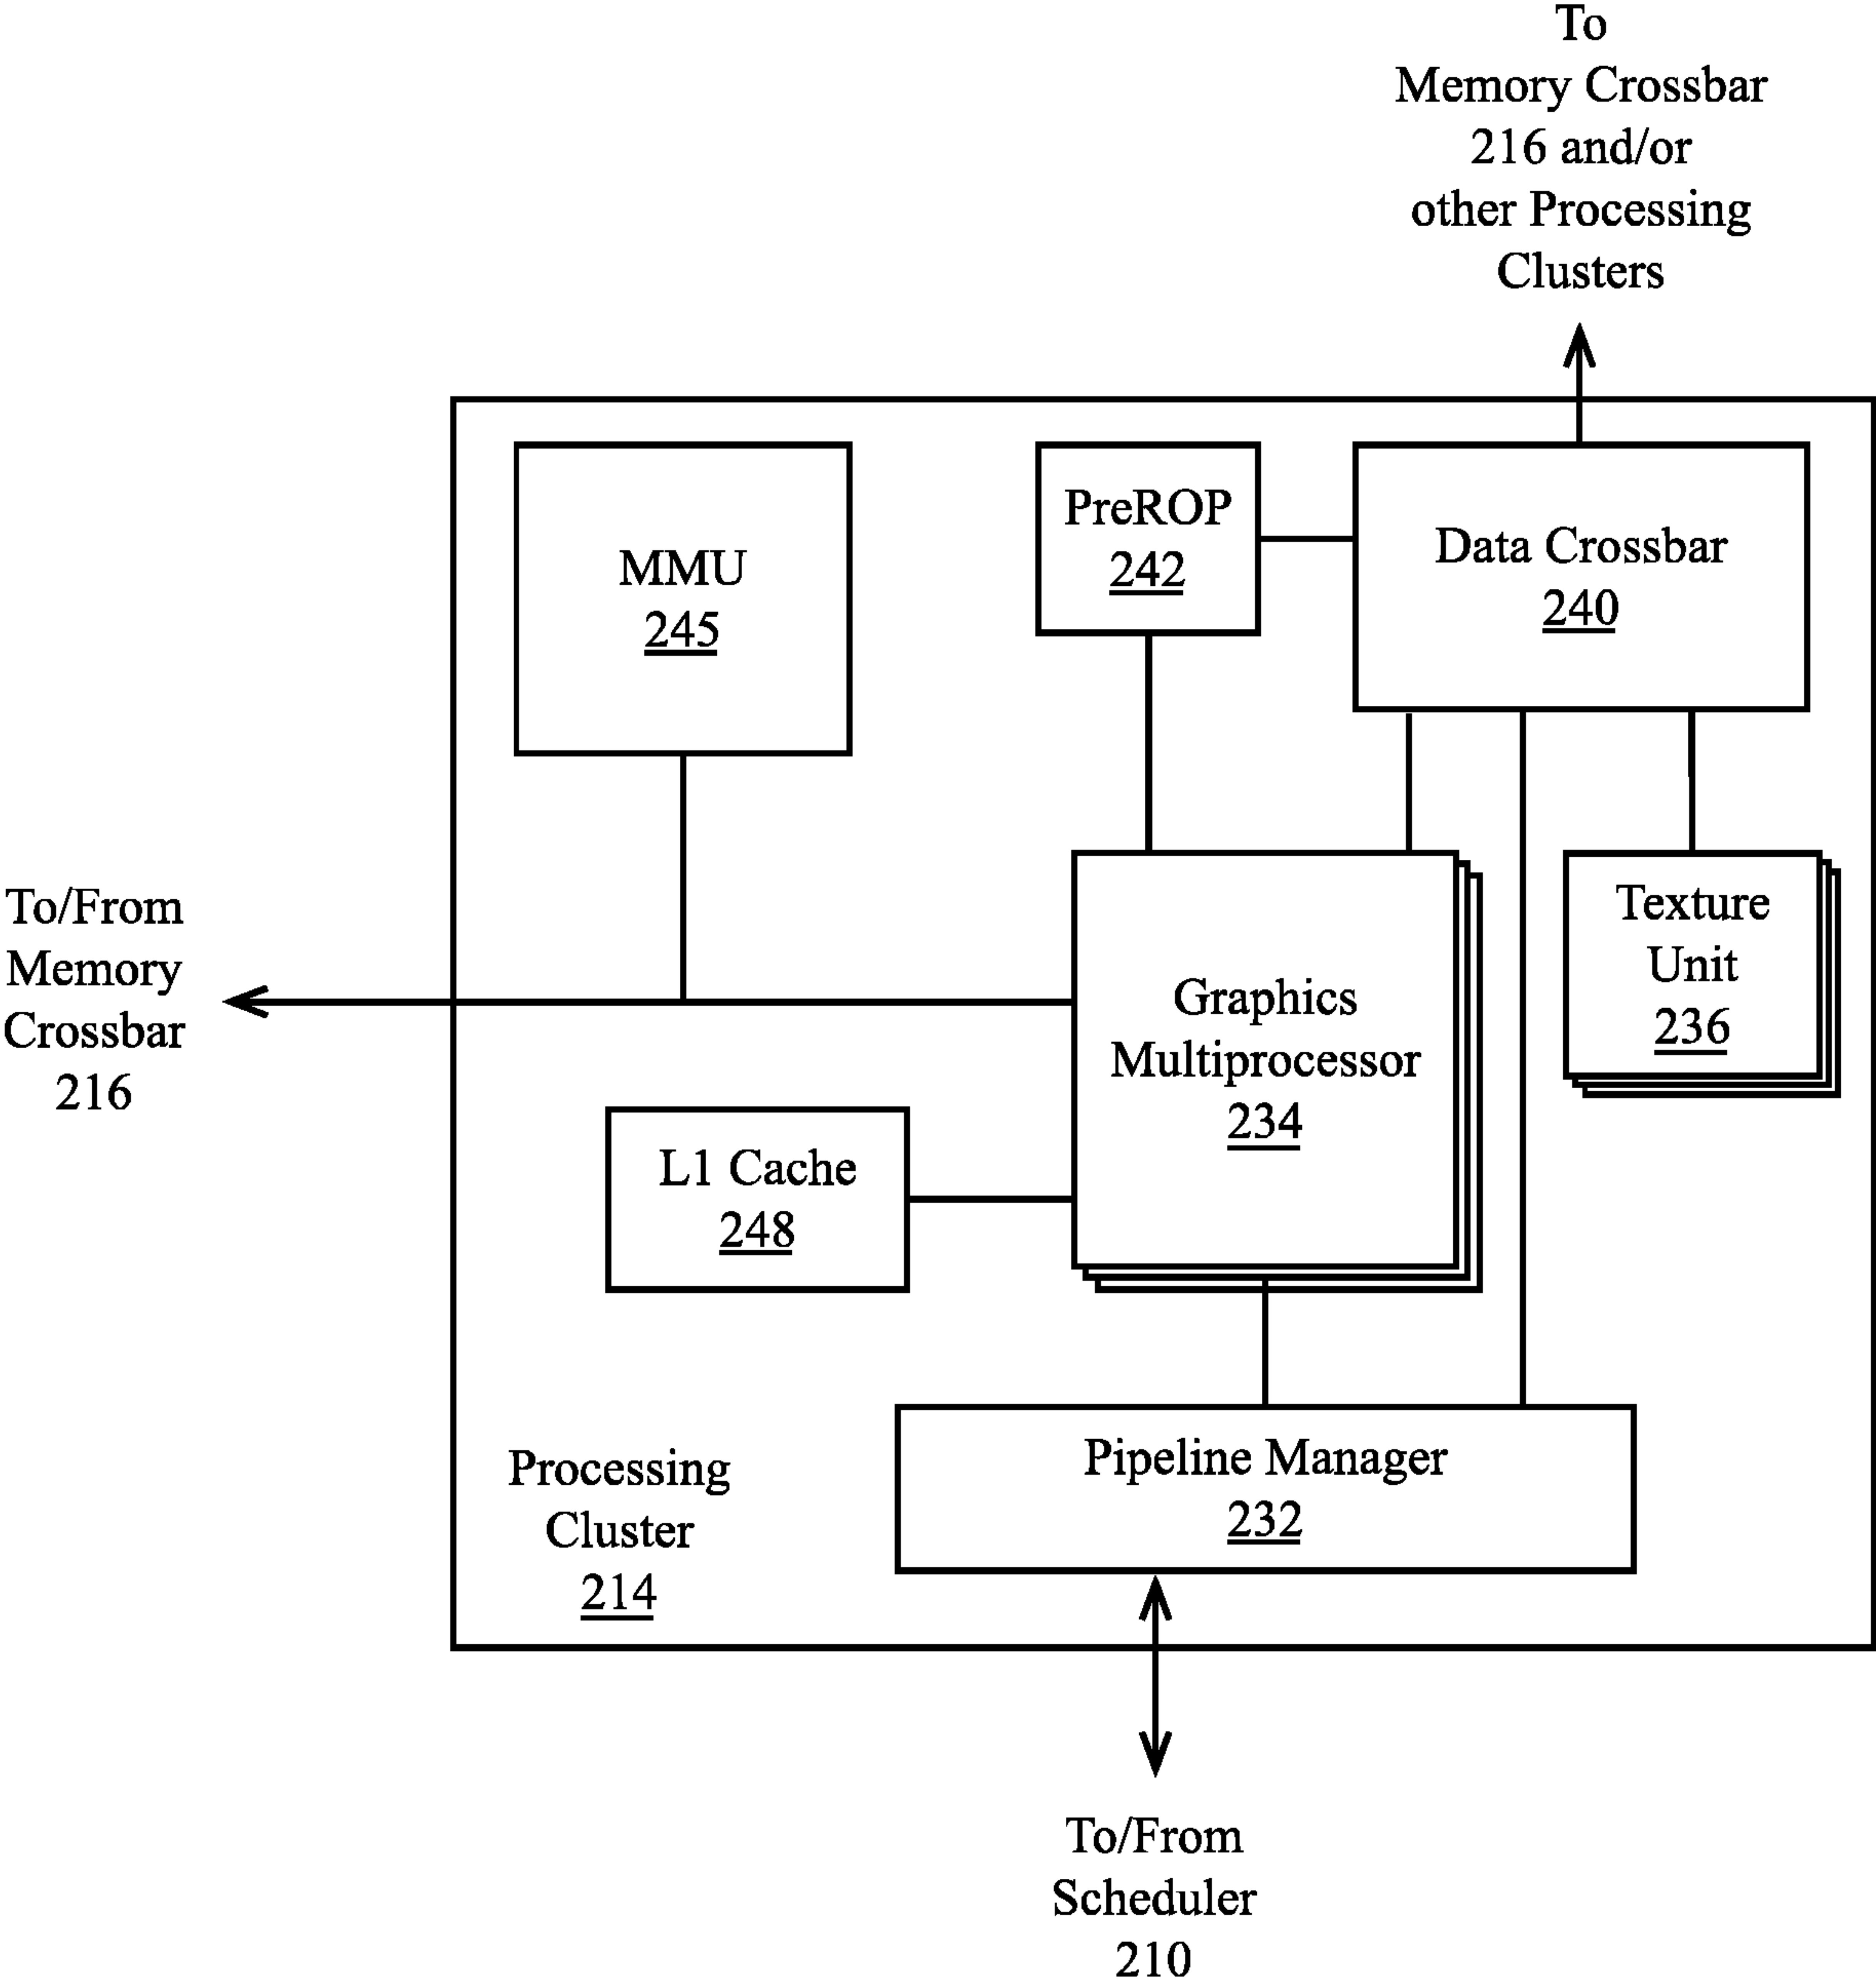 To
Memory Crossbar
216 and/or
other Processing
Clusters
MMU
245
PreROP
242
Data Crossbar
240
To/From
Memory
Crossbar
216
Graphics
Multiprocessor
234
Texture
Unit
236
L1 Cache
248
Processing
Cluster
214
Pipeline Manager
232
To/From
Scheduler
210